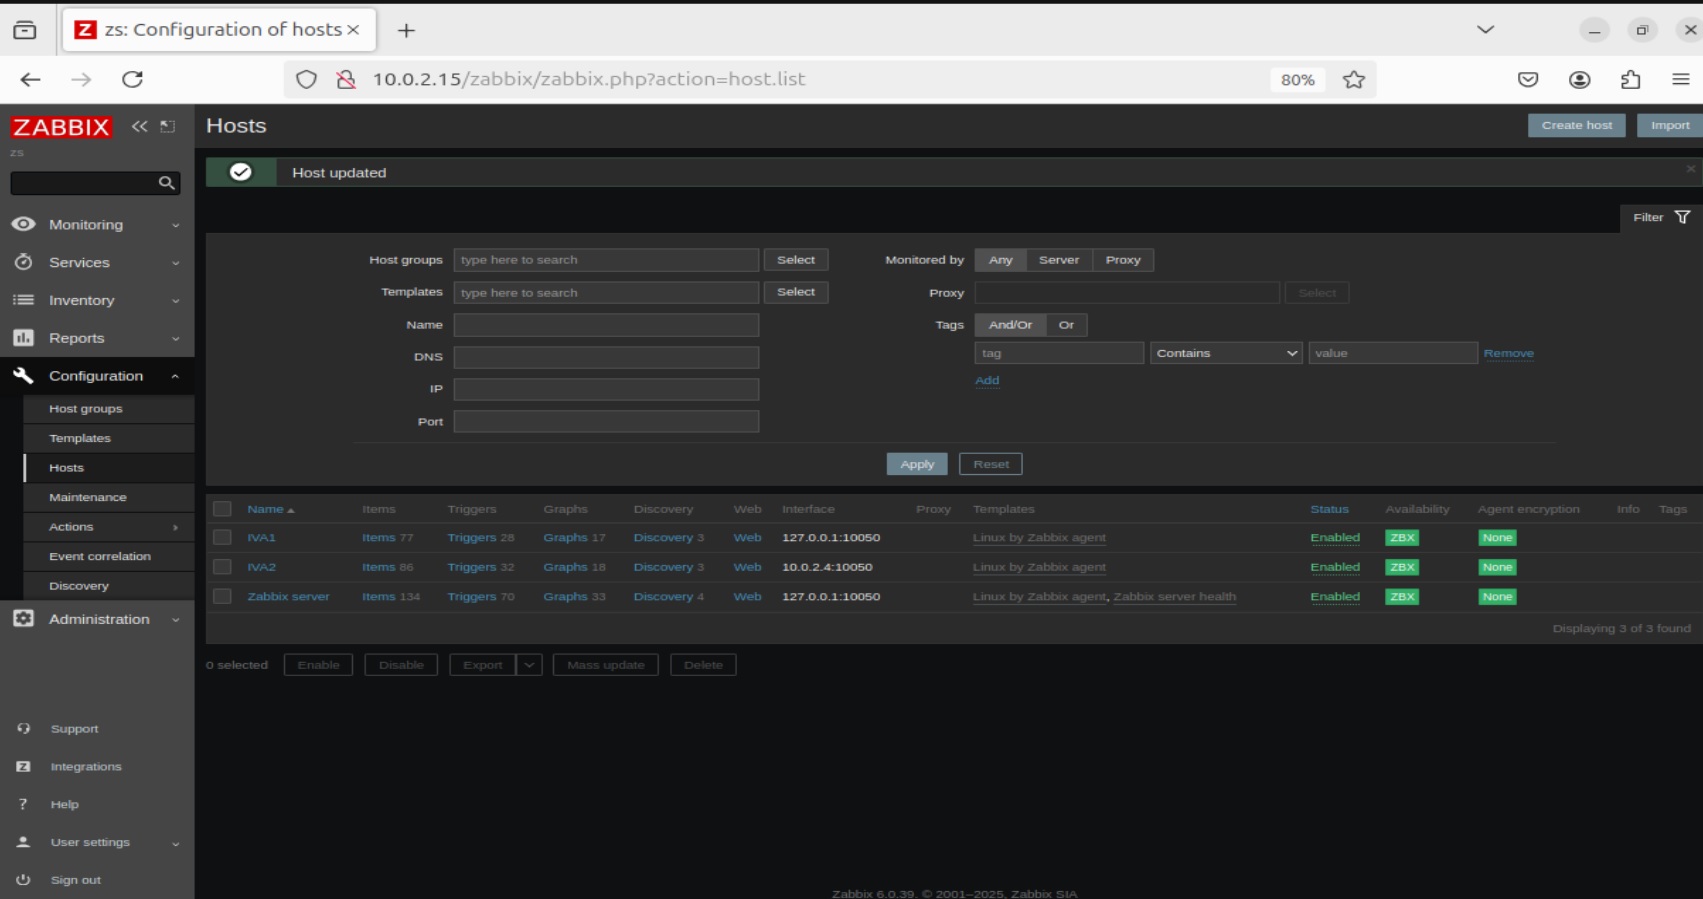 zs: Configuration of hosts
10.0.2.15/zabbix/zabbix.php?action=host.list 80%
ZABBIX
zs
Monitoring
Services
Inventory
Reports
Configuration
Host groups
Templates
Hosts
Maintenance
Actions
Event correlation
Discovery
Administration
Support
Integrations
Help
User settings
Sign out
Hosts Create host Import
Host updated
Filter
Host groups type here to search Select
Templates type here to search Select
Name
DNS
IP
Port
Monitored by Any Server Proxy
Proxy Select
Tags And/Or Or
tag Contains value Remove
Add
Apply Reset
Name Items Triggers Graphs Discovery Web Interface Proxy Templates Status Availability Agent encryption Info Tags
IVA1 Items 77 Triggers 28 Graphs 17 Discovery 3 Web 127.0.0.1:10050 Linux by Zabbix agent Enabled ZBX None
IVA2 Items 86 Triggers 32 Graphs 18 Discovery 3 Web 10.0.2.4:10050 Linux by Zabbix agent Enabled ZBX None
Zabbix server Items 134 Triggers 70 Graphs 33 Discovery 4 Web 127.0.0.1:10050 Linux by Zabbix agent, Zabbix server health Enabled ZBX None
Displaying 3 of 3 found
0 selected Enable Disable Export Mass update Delete
Zabbix 6.0.39. © 2001–2025, Zabbix SIA